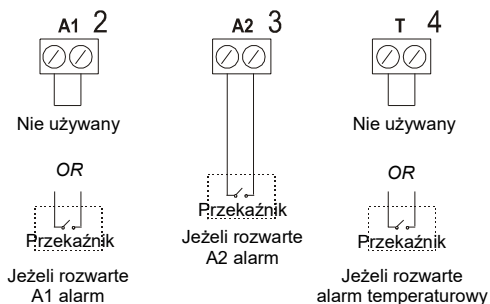 A1 2
Nie używany
OR
Przekaźnik
Jeżeli rozwarte
A1 alarm
A2 3
Przekaźnik
Jeżeli rozwarte
A2 alarm
T 4
Nie używany
OR
Przekaźnik
Jeżeli rozwarte
alarm temperaturowy